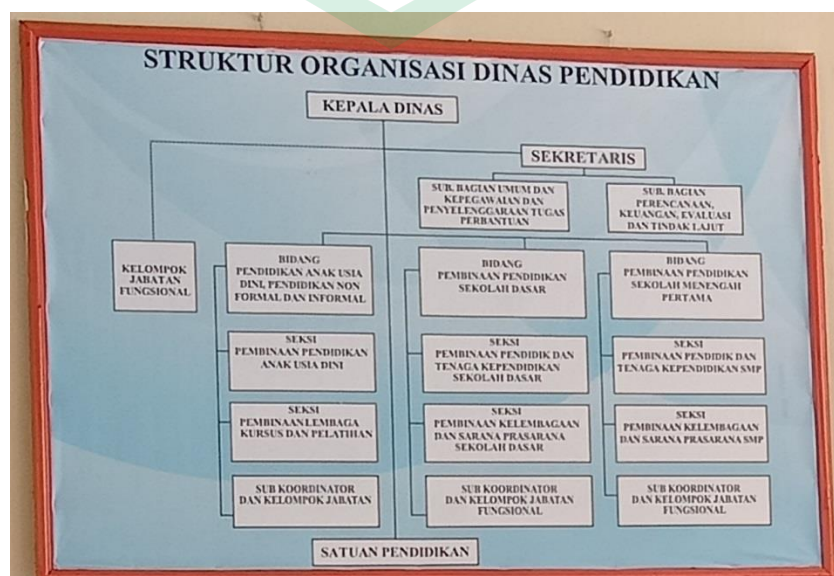 STRUKTUR ORGANISASI DINAS PENDIDIKAN
KEPALA DINAS
SEKRETARIS
SUB. BAGIAN UMUM DAN
KEPEGAWAIAN DAN
PENYELENGGARAAN TUGAS
PERBANTUAN
SUB. BAGIAN
PERENCANAAN,
KEUANGAN, EVALUASI
DAN TINDAK LAJUT
KELOMPOK
JABATAN
FUNGSIONAL
BIDANG
PENDIDIKAN ANAK USIA
DINI, PENDIDIKAN NON
FORMAL DAN INFORMAL
SEKSI
PEMBINAAN PENDIDIKAN
ANAK USIA DINI
SEKSI
PEMBINAAN LEMBAGA
KURSUS DAN PELATIHAN
SUB KOORDINATOR
DAN KELOMPOK JABATAN
BIDANG
PEMBINAAN PENDIDIKAN
SEKOLAH DASAR
SEKSI
PEMBINAAN PENDIDIK DAN
TENAGA KEPENDIDIKAN
SEKOLAH DASAR
SEKSI
PEMBINAAN KELEMBAGAAN
DAN SARANA PRASARANA
SEKOLAH DASAR
SUB KOORDINATOR
DAN KELOMPOK JABATAN
FUNGSIONAL
BIDANG
PEMBINAAN PENDIDIKAN
SEKOLAH MENENGAH
PERTAMA
SEKSI
PEMBINAAN PENDIDIK DAN
TENAGA KEPENDIDIKAN SMP
SEKSI
PEMBINAAN KELEMBAGAAN
DAN SARANA PRASARANA SMP
SUB KOORDINATOR
DAN KELOMPOK JABATAN
FUNGSIONAL
SATUAN PENDIDIKAN